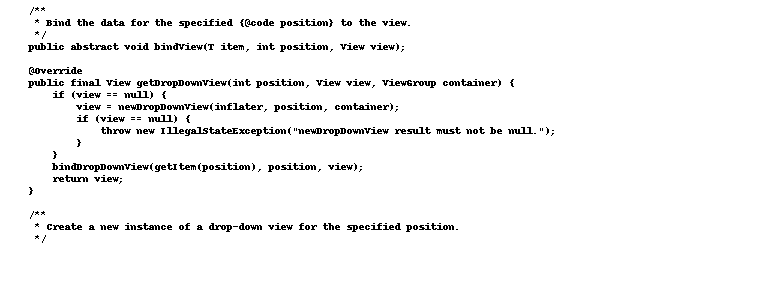 /**
 * Bind the data for the specified {@code position} to the view.
 */
public abstract void bindView(T item, int position, View view);

@Override
public final View getDropDownView(int position, View view, ViewGroup container) {
    if (view == null) {
        view = newDropDownView(inflater, position, container);
        if (view == null) {
            throw new IllegalStateException("newDropDownView result must not be null.");
        }
    }
    bindDropDownView(getItem(position), position, view);
    return view;
}

/**
 * Create a new instance of a drop-down view for the specified position.
 */